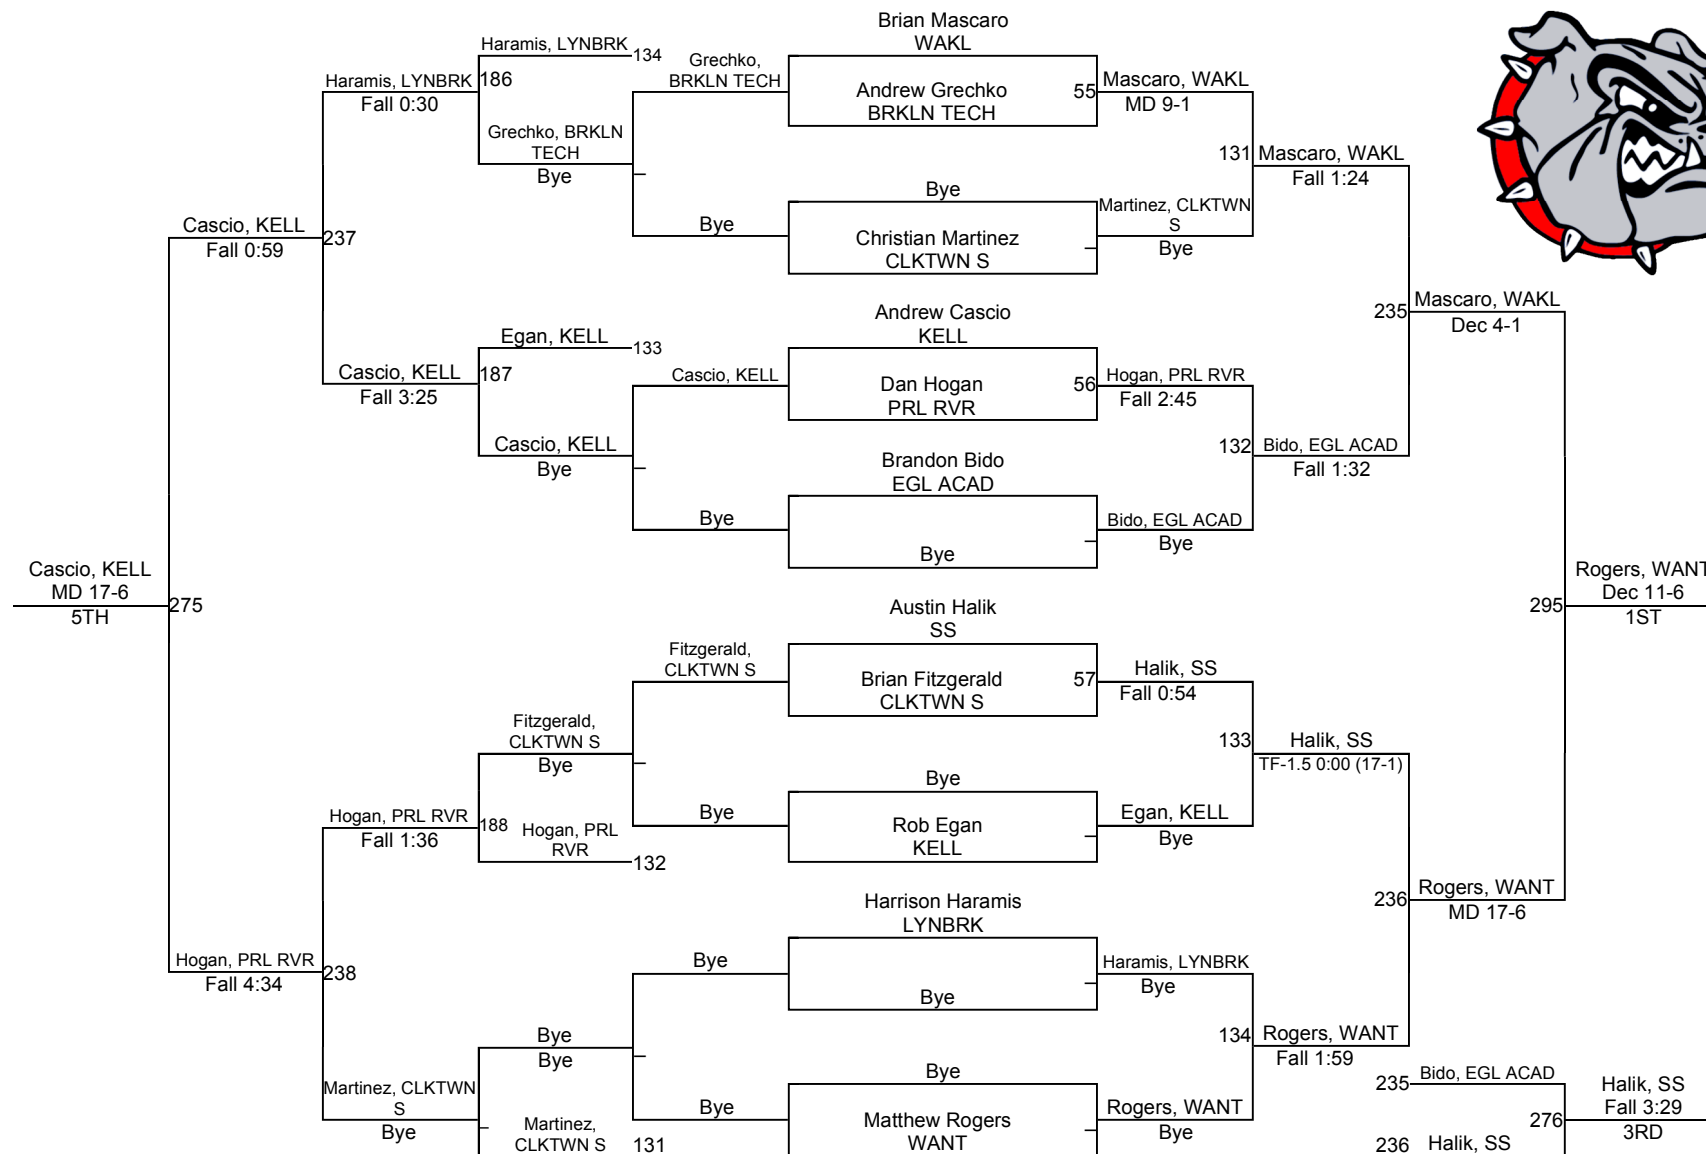 Brian Mascaro
WAKL
Haramis, LYNBRK
134
Grechko,
BRKLN TECH
Haramis, LYNBRK
186
Fall 0:30
Andrew Grechko
BRKLN TECH
55
Mascaro, WAKL
MD 9-1
Grechko, BRKLN
TECH
Bye
131
Mascaro, WAKL
Fall 1:24
Bye
Cascio, KELL
Fall 0:59
237
Bye
Christian Martinez
CLKTWN S
Martinez, CLKTWN
S
Bye
Andrew Cascio
KELL
235
Mascaro, WAKL
Dec 4-1
Egan, KELL
133
Cascio, KELL
187
Fall 3:25
Cascio, KELL
Dan Hogan
PRL RVR
56
Hogan, PRL RVR
Fall 2:45
Cascio, KELL
Bye
Brandon Bido
EGL ACAD
132
Bido, EGL ACAD
Fall 1:32
Bye
Bye
Bido, EGL ACAD
Bye
Cascio, KELL
MD 17-6
5TH
275
Austin Halik
SS
295
Rogers, WANT
Dec 11-6
1ST
Fitzgerald,
CLKTWN S
Brian Fitzgerald
CLKTWN S
57
Halik, SS
Fall 0:54
Fitzgerald,
CLKTWN S
Bye
133
Halik, SS
TF-1.5 0:00 (17-1)
Bye
Hogan, PRL RVR
Fall 1:36
188
Hogan, PRL
RVR
132
Bye
Rob Egan
KELL
Egan, KELL
Bye
Harrison Haramis
LYNBRK
236
Rogers, WANT
MD 17-6
Hogan, PRL RVR
Fall 4:34
238
Bye
Bye
Haramis, LYNBRK
Bye
Bye
Bye
134
Rogers, WANT
Fall 1:59
Bye
Martinez, CLKTWN
S
Bye
Martinez,
CLKTWN S
131
Bye
Matthew Rogers
WANT
Rogers, WANT
Bye
235
Bido, EGL ACAD
276
Halik, SS
Fall 3:29
3RD
236
Halik, SS